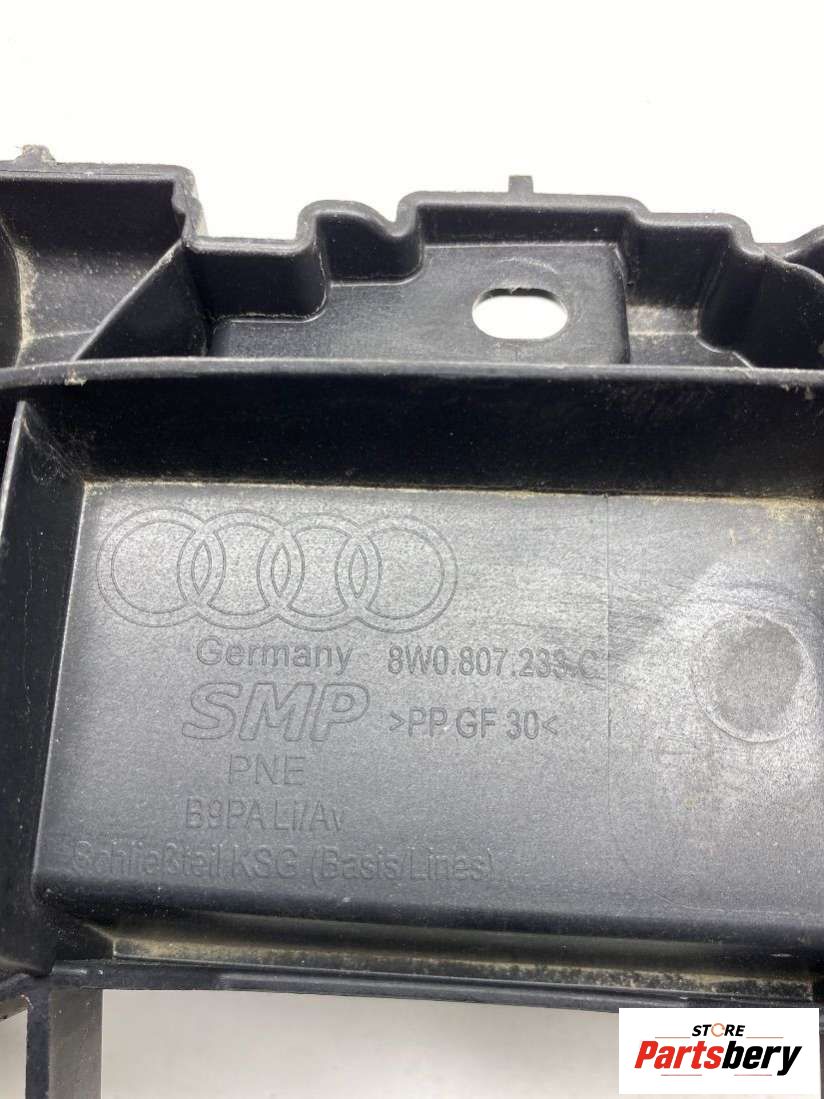 Germany 8W0.807.233.C
SMP >PP GF 30<
PNE
B9PA Li/Av
Schließteil KSG (Basis/Lines)
STORE
Partsbery